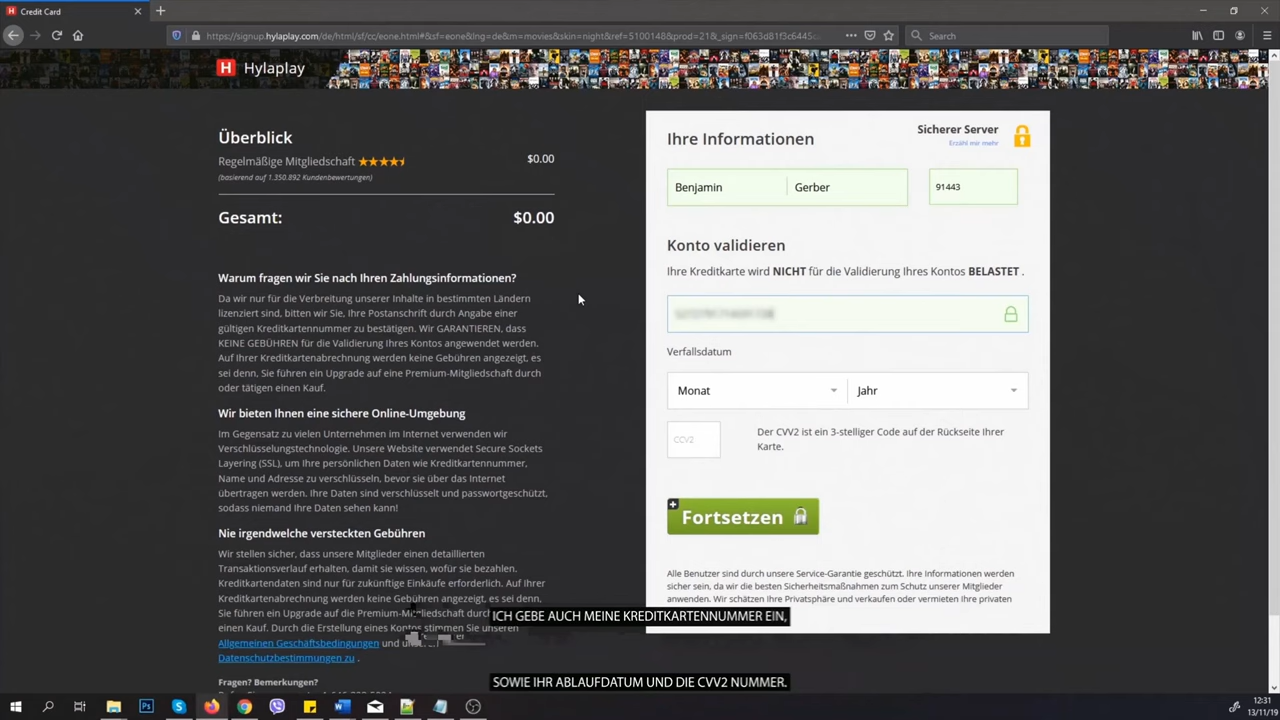 Credit Card
https://signup.hylaplay.com/de/html/sf/cc/eone.html#&sf=eone&lng=de&m=movies&skin=night&ref=5100148&prod=21&_sign=f063d81f3c6445c...
Search
Hylaplay
Überblick
Regelmäßige Mitgliedschaft $0.00
(basierend auf 1.350.892 Kundenbewertungen)
Gesamt: $0.00
Warum fragen wir Sie nach Ihren Zahlungsinformationen?
Da wir nur für die Verbreitung unserer Inhalte in bestimmten Ländern
lizenziert sind, bitten wir Sie, Ihre Postanschrift durch Angabe einer
gültigen Kreditkartennummer zu bestätigen. Wir GARANTIEREN, dass
KEINE GEBÜHREN für die Validierung Ihres Kontos angewendet werden.
Auf Ihrer Kreditkartenabrechnung werden keine Gebühren angezeigt, es
sei denn, Sie führen ein Upgrade auf eine Premium-Mitgliedschaft durch
oder tätigen einen Kauf.
Wir bieten Ihnen eine sichere Online-Umgebung
Im Gegensatz zu vielen Unternehmen im Internet verwenden wir
Verschlüsselungstechnologie. Unsere Website verwendet Secure Sockets
Layering (SSL), um Ihre persönlichen Daten wie Kreditkartennummer,
Name und Adresse zu verschlüsseln, bevor sie über das Internet
übertragen werden. Ihre Daten sind verschlüsselt und passwortgeschützt,
sodass niemand Ihre Daten sehen kann!
Nie irgendwelche versteckten Gebühren
Wir stellen sicher, dass unsere Mitglieder einen detaillierten
Transaktionsverlauf erhalten, damit sie wissen, wofür sie bezahlen.
Kreditkartendaten sind nur für zukünftige Einkäufe erforderlich. Auf Ihrer
Kreditkartenabrechnung werden keine Gebühren angezeigt, es sei denn,
Sie führen ein Upgrade auf die Premium-Mitgliedschaft durch
einen Kauf. Durch die Erstellung eines Kontos stimmen Sie unseren
Allgemeinen Geschäftsbedingungen und
Datenschutzbestimmungen zu .
Fragen? Bemerkungen?
Ihre Informationen
Sicherer Server
Erzähl mir mehr
Benjamin Gerber 91443
Konto validieren
Ihre Kreditkarte wird NICHT für die Validierung Ihres Kontos BELASTET .
Verfallsdatum
Monat Jahr
CCV2
Der CVV2 ist ein 3-stelliger Code auf der Rückseite Ihrer
Karte.
Fortsetzen
Alle Benutzer sind durch unsere Service-Garantie geschützt. Ihre Informationen werden
sicher sein, da wir die besten Sicherheitsmaßnahmen zum Schutz unserer Mitglieder
anwenden. Wir schätzen Ihre Privatsphäre und verkaufen oder vermieten Ihre privaten
ICH GEBE AUCH MEINE KREDITKARTENNUMMER EIN,
SOWIE IHR ABLAUFDATUM UND DIE CVV2 NUMMER.
12:31
13/11/19